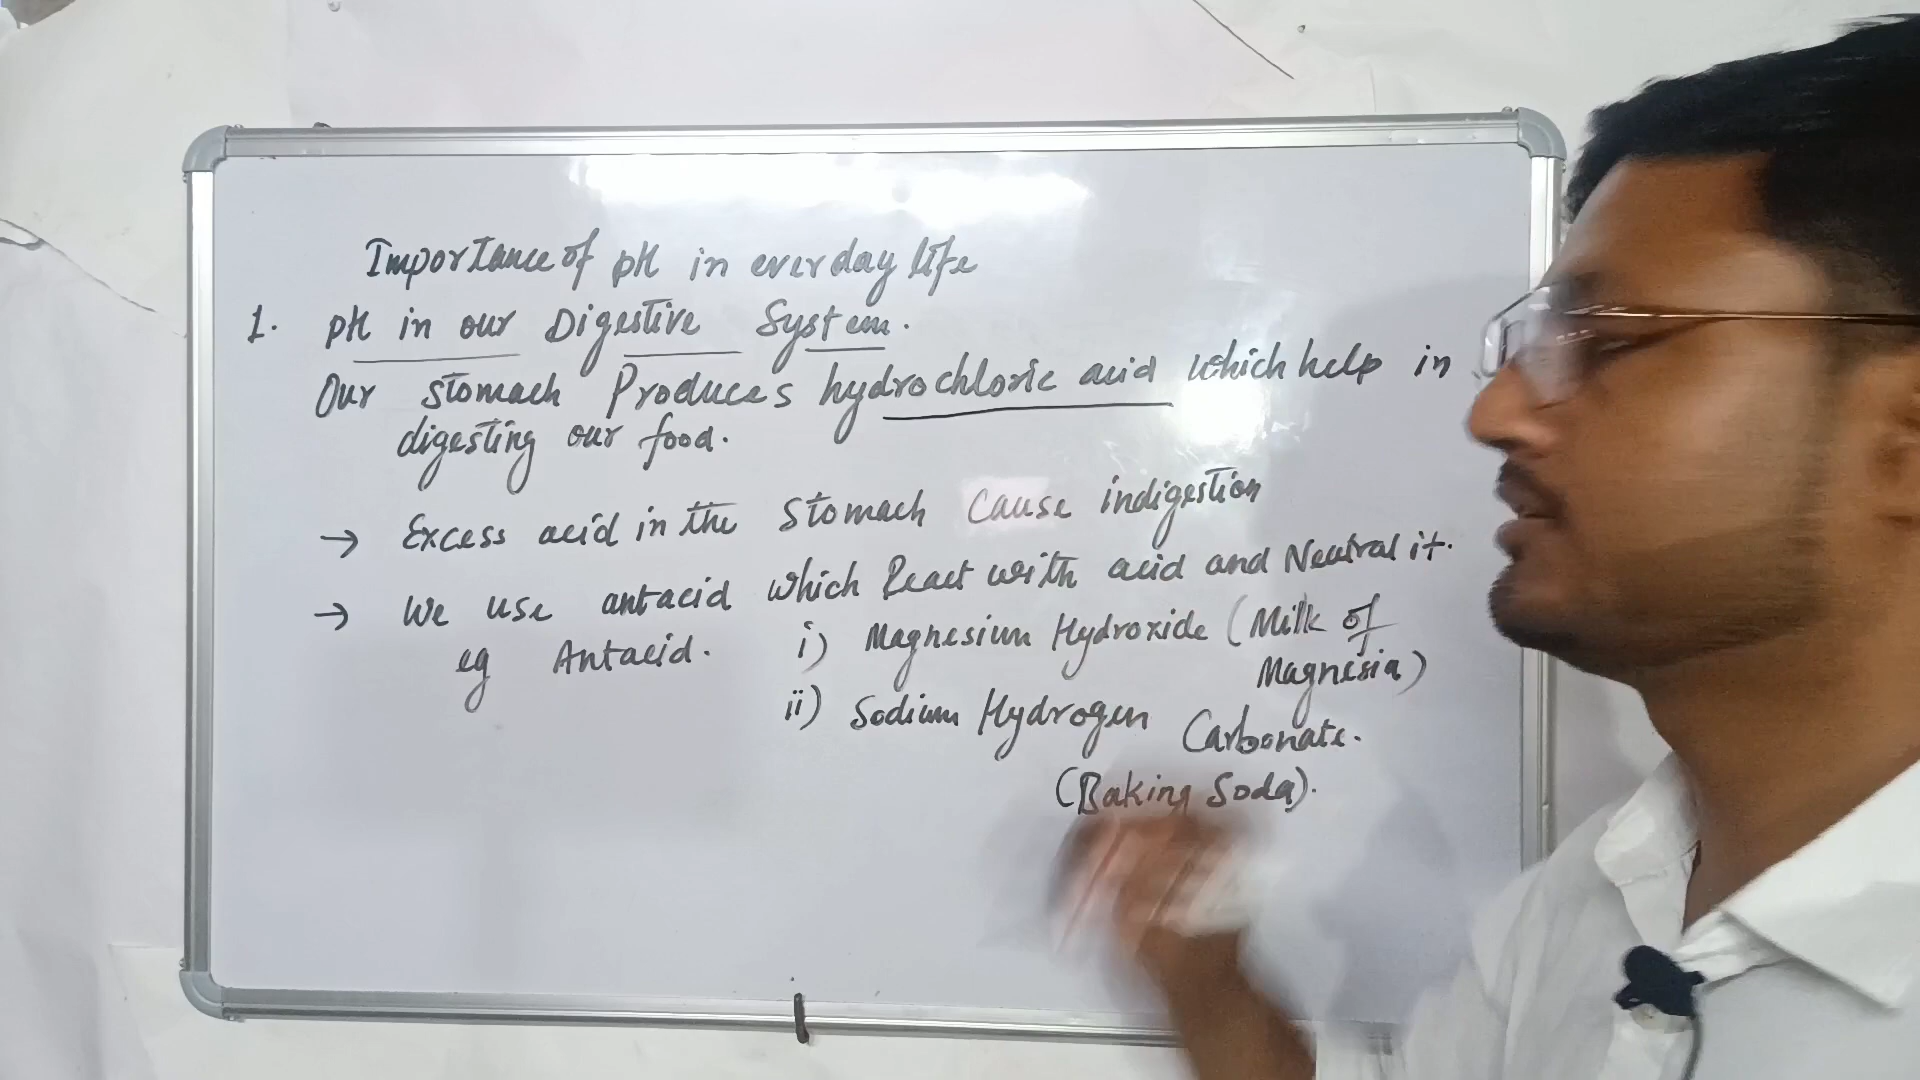 Importance of pH in everyday life
1. pH in our Digestive System.
Our stomach Produces hydrochloric acid which help in
digesting our food.
→ Excess acid in the Stomach Cause indigestion
→ We use antacid which React with acid and Neutral it.
eg Antacid. i) Magnesium Hydroxide (Milk of
Magnesia)
ii) Sodium Hydrogen Carbonate.
(Baking Soda).